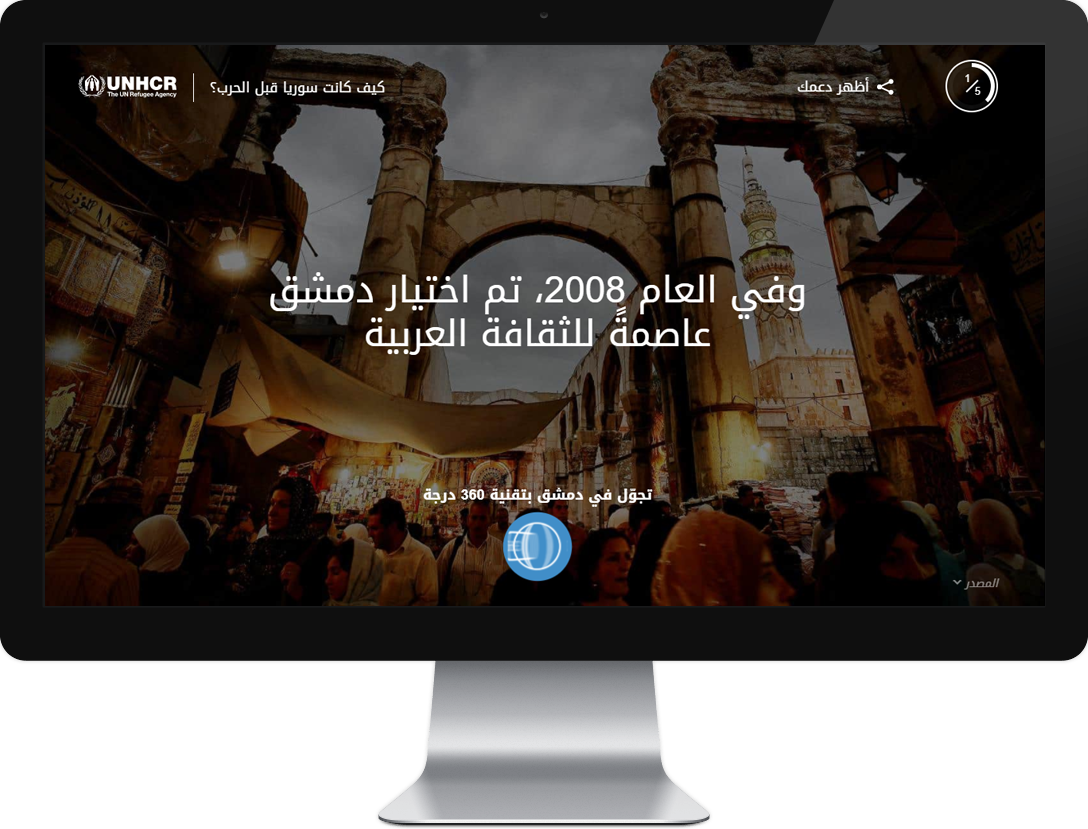 UNHCR
The UN Refugee Agency
كيف كانت سوريا قبل الحرب؟
أظهر دعمك
1/5
وفي العام 2008، تم اختيار دمشق
عاصمةً للثقافة العربية
تجوّل في دمشق بتقنية 360 درجة
المصدر